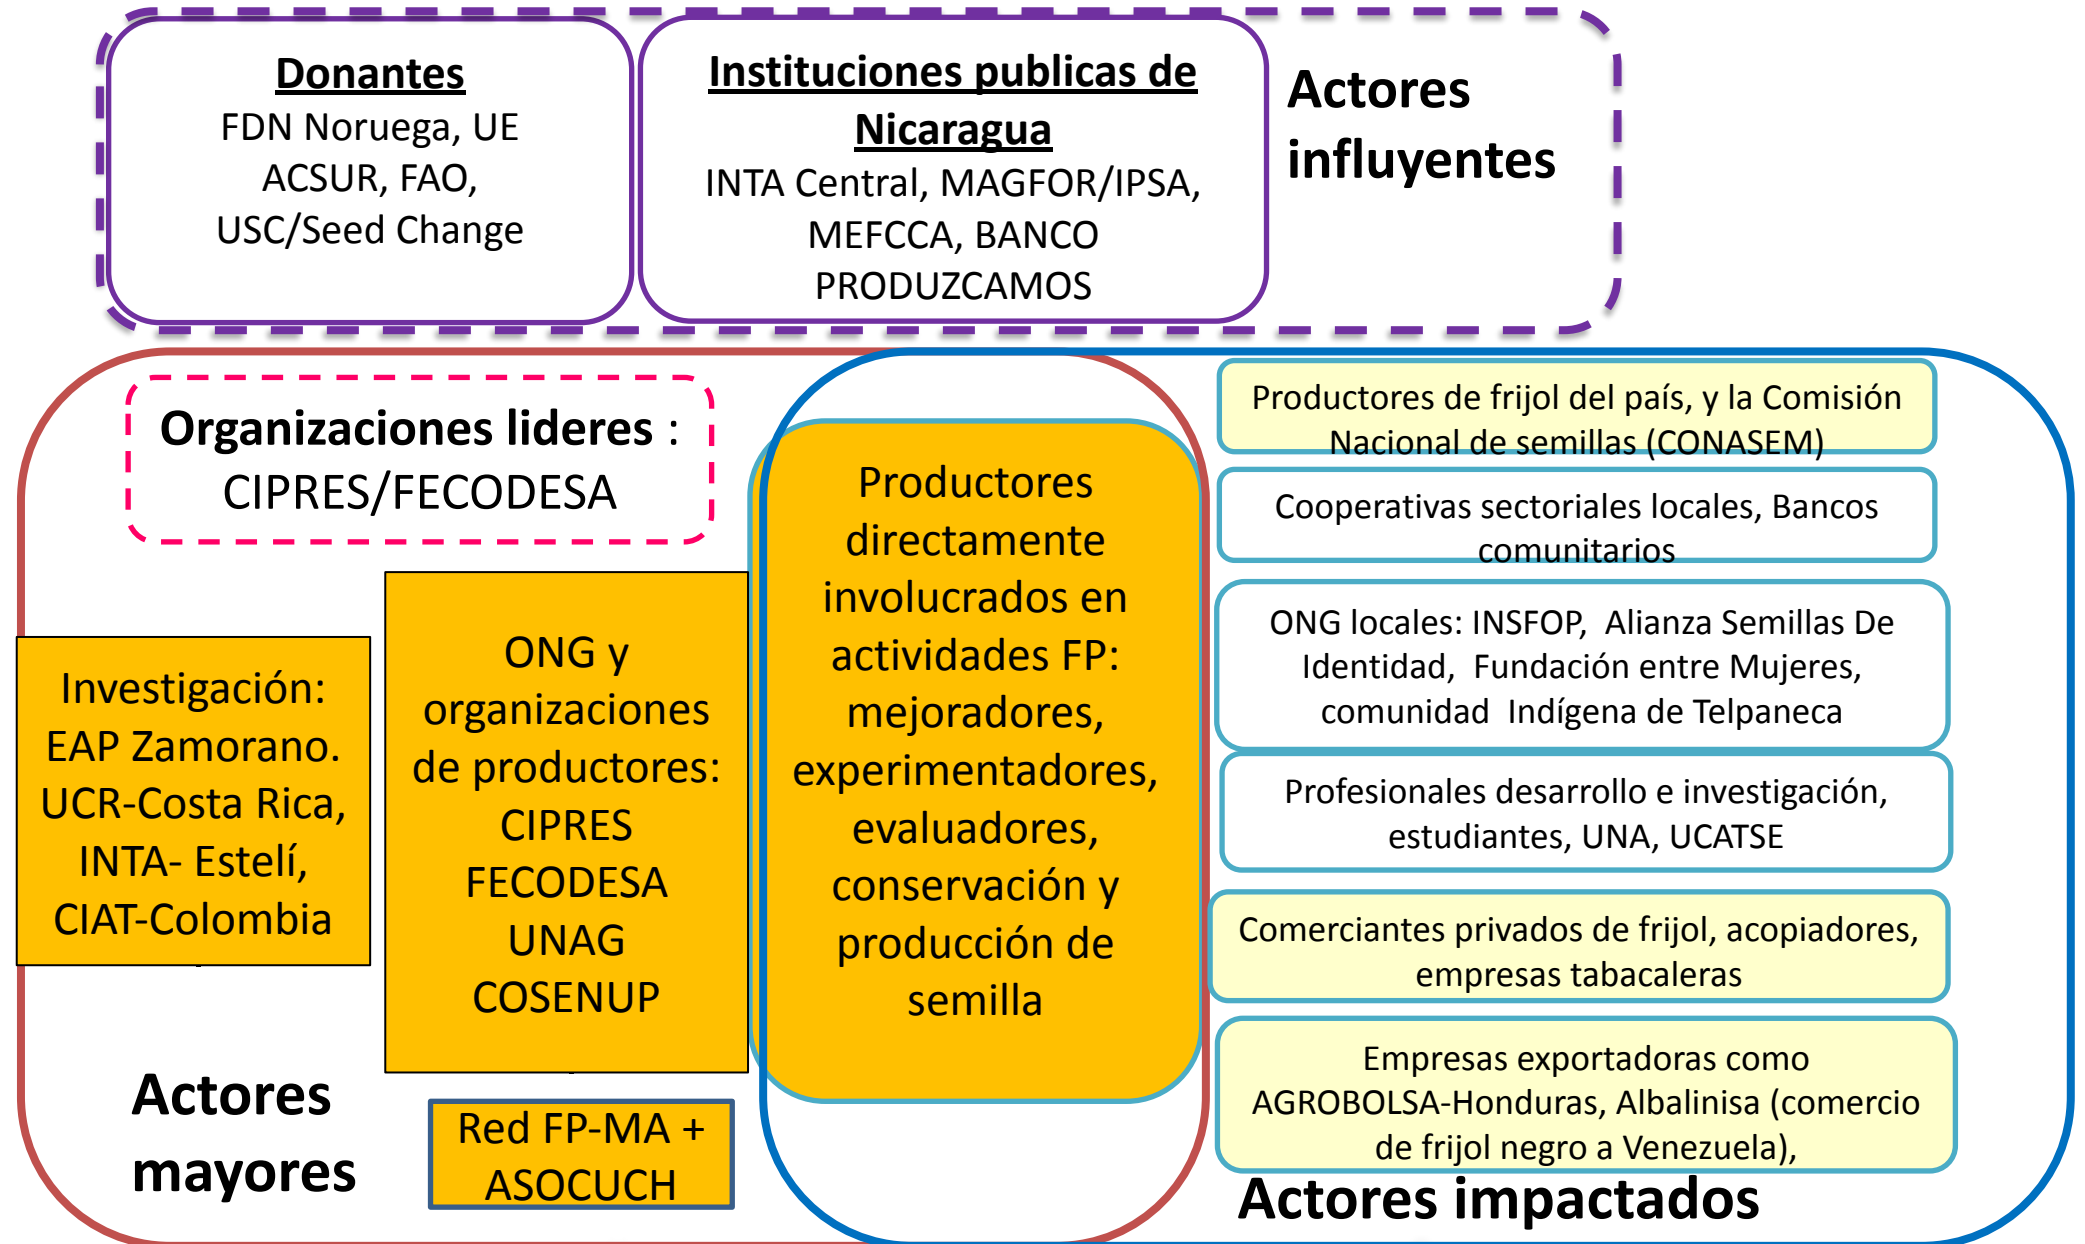 Donantes
FDN Noruega, UE
ACSUR, FAO,
USC/Seed Change
Instituciones publicas de
Nicaragua
INTA Central, MAGFOR/IPSA,
MEFCCA, BANCO
PRODUZCAMOS
Actores
influyentes
Organizaciones lideres :
CIPRES/FECODESA
Investigación:
EAP Zamorano.
UCR-Costa Rica,
INTA- Estelí,
CIAT-Colombia
ONG y
organizaciones
de productores:
CIPRES
FECODESA
UNAG
COSENUP
Red FP-MA +
ASOCUCH
Actores
mayores
Productores
directamente
involucrados en
actividades FP:
mejoradores,
experimentadores,
evaluadores,
conservación y
producción de
semilla
Productores de frijol del país, y la Comisión
Nacional de semillas (CONASEM)
Cooperativas sectoriales locales, Bancos
comunitarios
ONG locales: INSFOP, Alianza Semillas De
Identidad, Fundación entre Mujeres,
comunidad Indígena de Telpaneca
Profesionales desarrollo e investigación,
estudiantes, UNA, UCATSE
Comerciantes privados de frijol, acopiadores,
empresas tabacaleras
Empresas exportadoras como
AGROBOLSA-Honduras, Albalinisa (comercio
de frijol negro a Venezuela),
Actores impactados